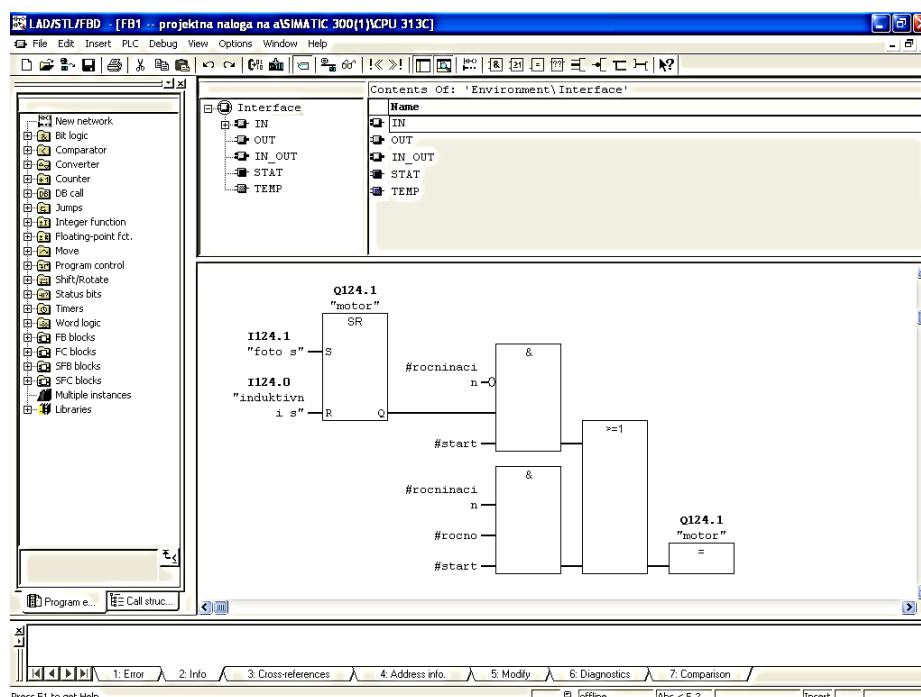 LAD/STL/FBD - [FB1 -- projektna naloga na a\SIMATIC 300(1)\CPU 313C]
File Edit Insert PLC Debug View Options Window Help
Contents Of: 'Environment\Interface'
Interface
IN
OUT
IN_OUT
STAT
TEMP
Name
IN
OUT
IN_OUT
STAT
TEMP
New network
Bit logic
Comparator
Converter
Counter
DB call
Jumps
Integer function
Floating-point fct.
Move
Program control
Shift/Rotate
Status bits
Timers
Word logic
FB blocks
FC blocks
SFB blocks
SFC blocks
Multiple instances
Libraries
Program e...
Call struc...
Q124.1
"motor"
SR
I124.1
"foto s"
S
I124.0
"induktivn
i s"
R
Q
&
#rocninaci
n
#start
>=1
&
#rocninaci
n
#rocno
#start
Q124.1
"motor"
=
1: Error
2: Info
3: Cross-references
4: Address info.
5: Modify
6: Diagnostics
7: Comparison
Press F1 to get Help.
offline
Abs < 5.2
Insert